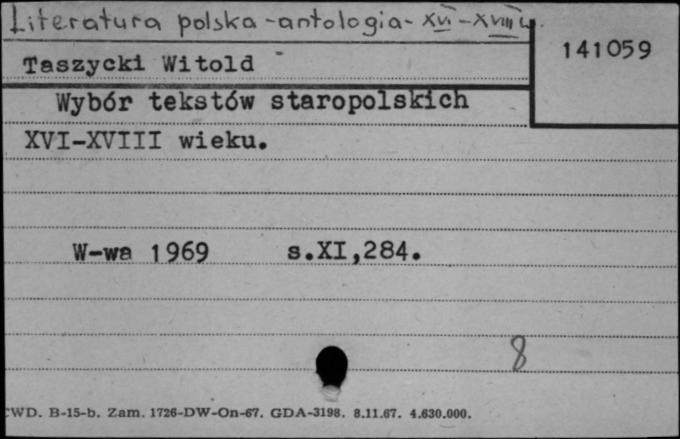 Literatura polska - antologia - XVI - XVIII w.
141059
Taszycki Witold
Wybór tekstów staropolskich
XVI-XVIII wieku.
W-wa 1969 s.XI,284.
8
WD. B-15-b. Zam. 1726-DW-On-67. GDA-3198. 8.11.67. 4.630.000.